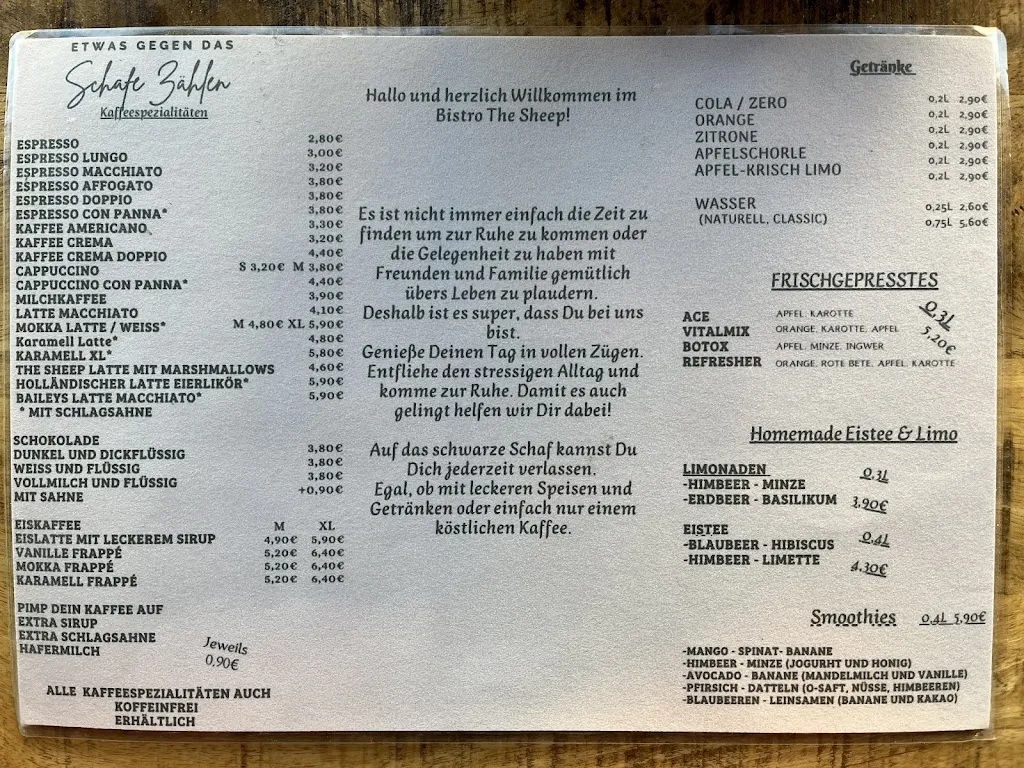 ETWAS GEGEN DAS
Schafe Zählen
Kaffeespezialitäten
ESPRESSO 2,80€
ESPRESSO LUNGO 3,00€
ESPRESSO MACCHIATO 3,20€
ESPRESSO AFFOGATO 3,80€
ESPRESSO DOPPIO 3,80€
ESPRESSO CON PANNA* 3,80€
KAFFEE AMERICANO 3,30€
KAFFEE CREMA 3,20€
KAFFEE CREMA DOPPIO 4,40€
CAPPUCCINO S 3,20€ M 3,80€
CAPPUCCINO CON PANNA* 4,40€
MILCHKAFFEE 3,90€
LATTE MACCHIATO 4,10€
MOKKA LATTE / WEISS* M 4,80€ XL 5,90€
Karamell Latte* 4,80€
KARAMELL XL* 5,80€
THE SHEEP LATTE MIT MARSHMALLOWS 4,60€
HOLLÄNDISCHER LATTE EIERLIKÖR* 5,90€
BAILEYS LATTE MACCHIATO* 5,90€
* MIT SCHLAGSAHNE
SCHOKOLADE
DUNKEL UND DICKFLÜSSIG 3,80€
WEISS UND FLÜSSIG 3,80€
VOLLMILCH UND FLÜSSIG 3,80€
MIT SAHNE +0,90€
EISKAFFEE M XL
EISLATTE MIT LECKEREM SIRUP 4,90€ 5,90€
VANILLE FRAPPÉ 5,20€ 6,40€
MOKKA FRAPPÉ 5,20€ 6,40€
KARAMELL FRAPPÉ 5,20€ 6,40€
PIMP DEIN KAFFEE AUF
EXTRA SIRUP
EXTRA SCHLAGSAHNE
HAFERMILCH
Jeweils
0,90€
ALLE KAFFEESPEZIALITÄTEN AUCH
KOFFEINFREI
ERHÄLTLICH
Hallo und herzlich Willkommen im
Bistro The Sheep!
Es ist nicht immer einfach die Zeit zu
finden um zur Ruhe zu kommen oder
die Gelegenheit zu haben mit
Freunden und Familie gemütlich
übers Leben zu plaudern.
Deshalb ist es super, dass Du bei uns
bist.
Genieße Deinen Tag in vollen Zügen.
Entfliehe den stressigen Alltag und
komme zur Ruhe. Damit es auch
gelingt helfen wir Dir dabei!
Auf das schwarze Schaf kannst Du
Dich jederzeit verlassen.
Egal, ob mit leckeren Speisen und
Getränken oder einfach nur einem
köstlichen Kaffee.
Getränke
COLA / ZERO 0,2L 2,90€
ORANGE 0,2L 2,90€
ZITRONE 0,2L 2,90€
APFELSCHORLE 0,2L 2,90€
APFEL-KRISCH LIMO 0,2L 2,90€
WASSER 0,25L 2,60€
(NATURELL, CLASSIC) 0,75L 5,60€
FRISCHGEPRESSTES
0,3L
5,20€
ACE APFEL, KAROTTE
VITALMIX ORANGE, KAROTTE, APFEL
BOTOX APFEL, MINZE, INGWER
REFRESHER ORANGE, ROTE BETE, APFEL, KAROTTE
Homemade Eistee & Limo
LIMONADEN 0,3L
-HIMBEER - MINZE
-ERDBEER - BASILIKUM 3,90€
EISTEE
-BLAUBEER - HIBISCUS 0,4L
-HIMBEER - LIMETTE 4,30€
Smoothies 0,4L 5,90€
-MANGO - SPINAT- BANANE
-HIMBEER - MINZE (JOGURHT UND HONIG)
-AVOCADO - BANANE (MANDELMILCH UND VANILLE)
-PFIRSICH - DATTELN (O-SAFT, NÜSSE, HIMBEEREN)
-BLAUBEEREN - LEINSAMEN (BANANE UND KAKAO)